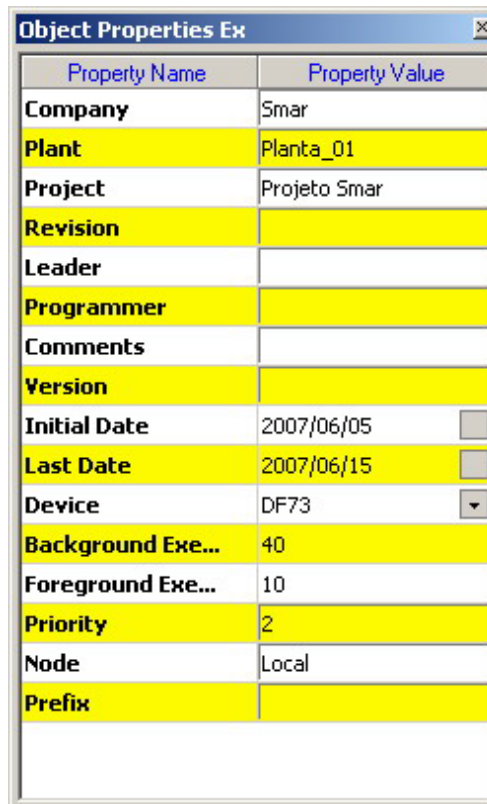 Object Properties Ex
Property Name Property Value
Company Smar
Plant Planta_01
Project Projeto Smar
Revision
Leader
Programmer
Comments
Version
Initial Date 2007/06/05
Last Date 2007/06/15
Device DF73
Background Exe... 40
Foreground Exe... 10
Priority 2
Node Local
Prefix